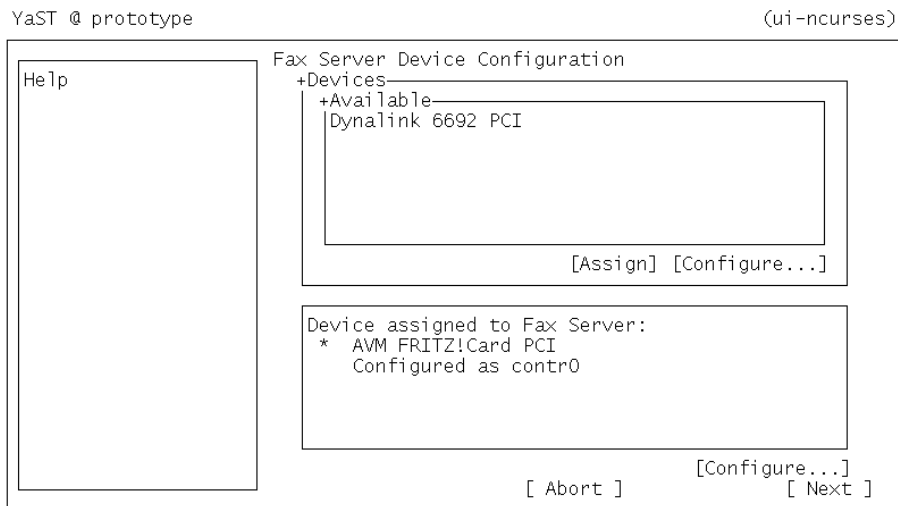 YaST @ prototype (ui-ncurses)
Fax Server Device Configuration
Help
+Devices
+Available
Dynalink 6692 PCI
[Assign] [Configure...]
Device assigned to Fax Server:
* AVM FRITZ!Card PCI
Configured as contr0
[Configure...]
[ Abort ] [ Next ]